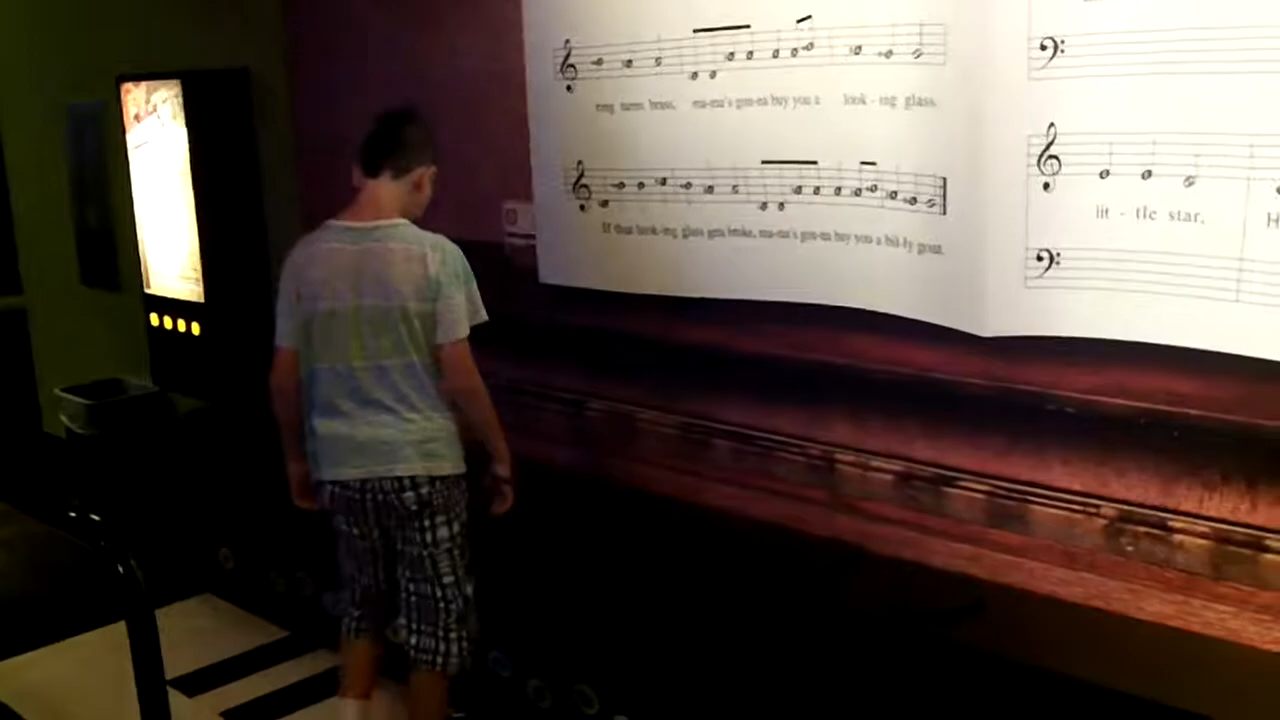 ring turns brass, ma-ma's gon-na buy you a look - ing glass.
If that look-ing glass gets broke, ma-ma's gon-na buy you a bil-ly goat.
lit - tle star,
H